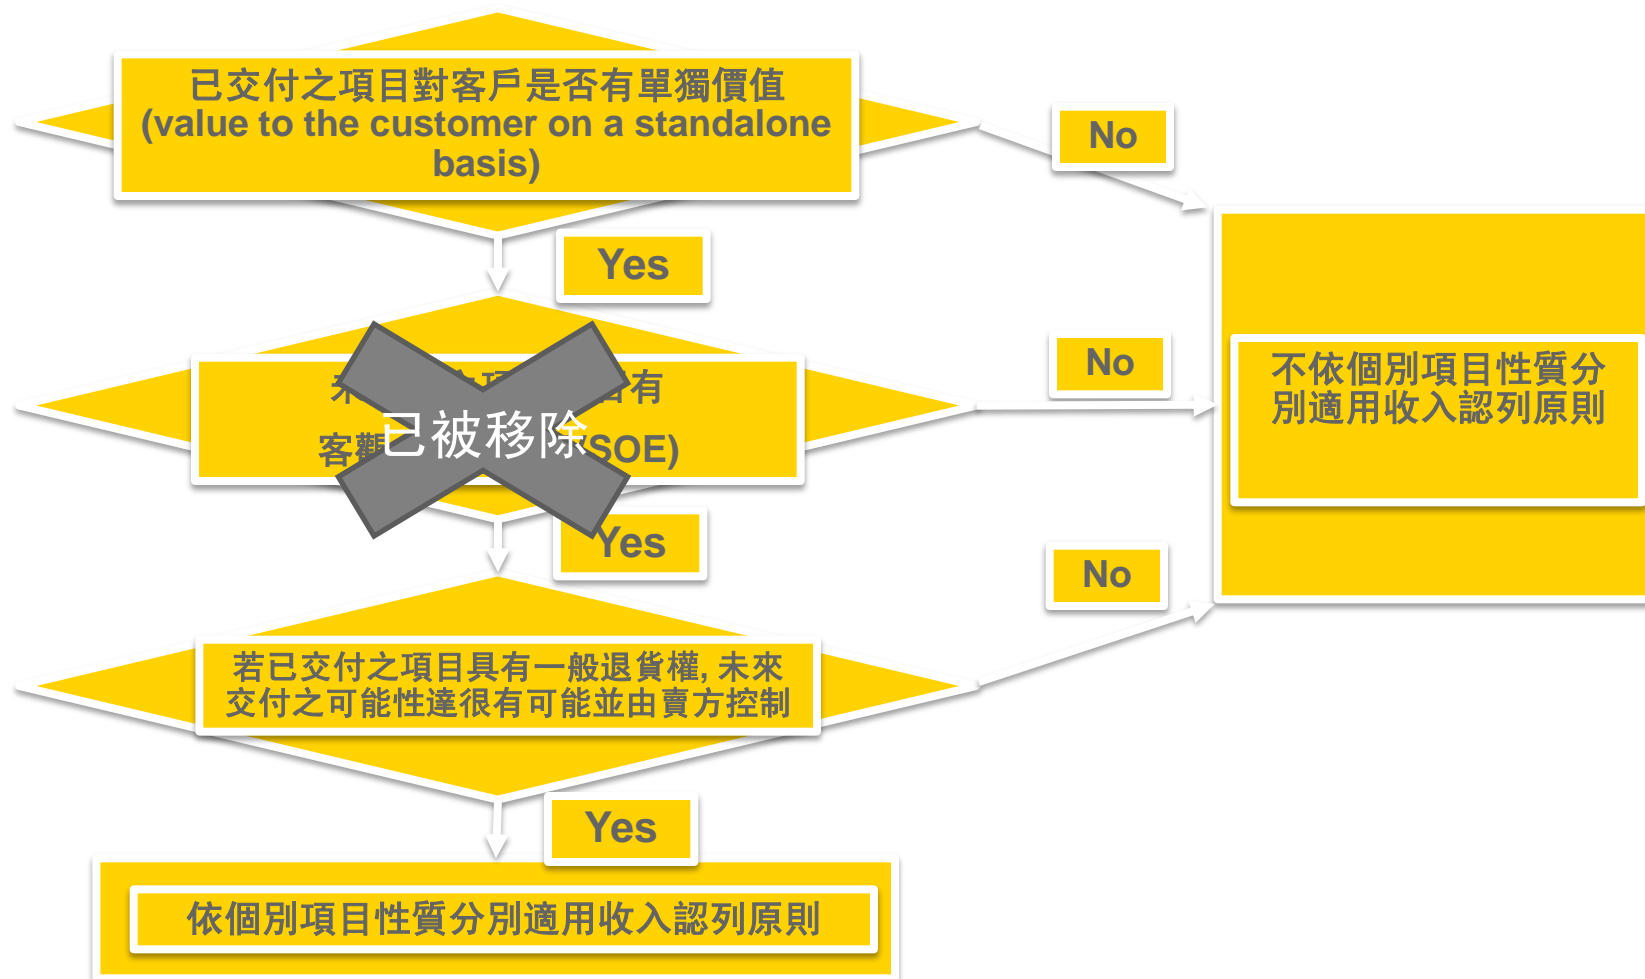 已交付之項目對客戶是否有單獨價值
(value to the customer on a standalone
basis)
No
Yes
有
已被移除
客觀
SOE)
No
不依個別項目性質分
別適用收入認列原則
Yes
No
若已交付之項目具有一般退貨權, 未來
交付之可能性達很有可能並由賣方控制
Yes
依個別項目性質分別適用收入認列原則